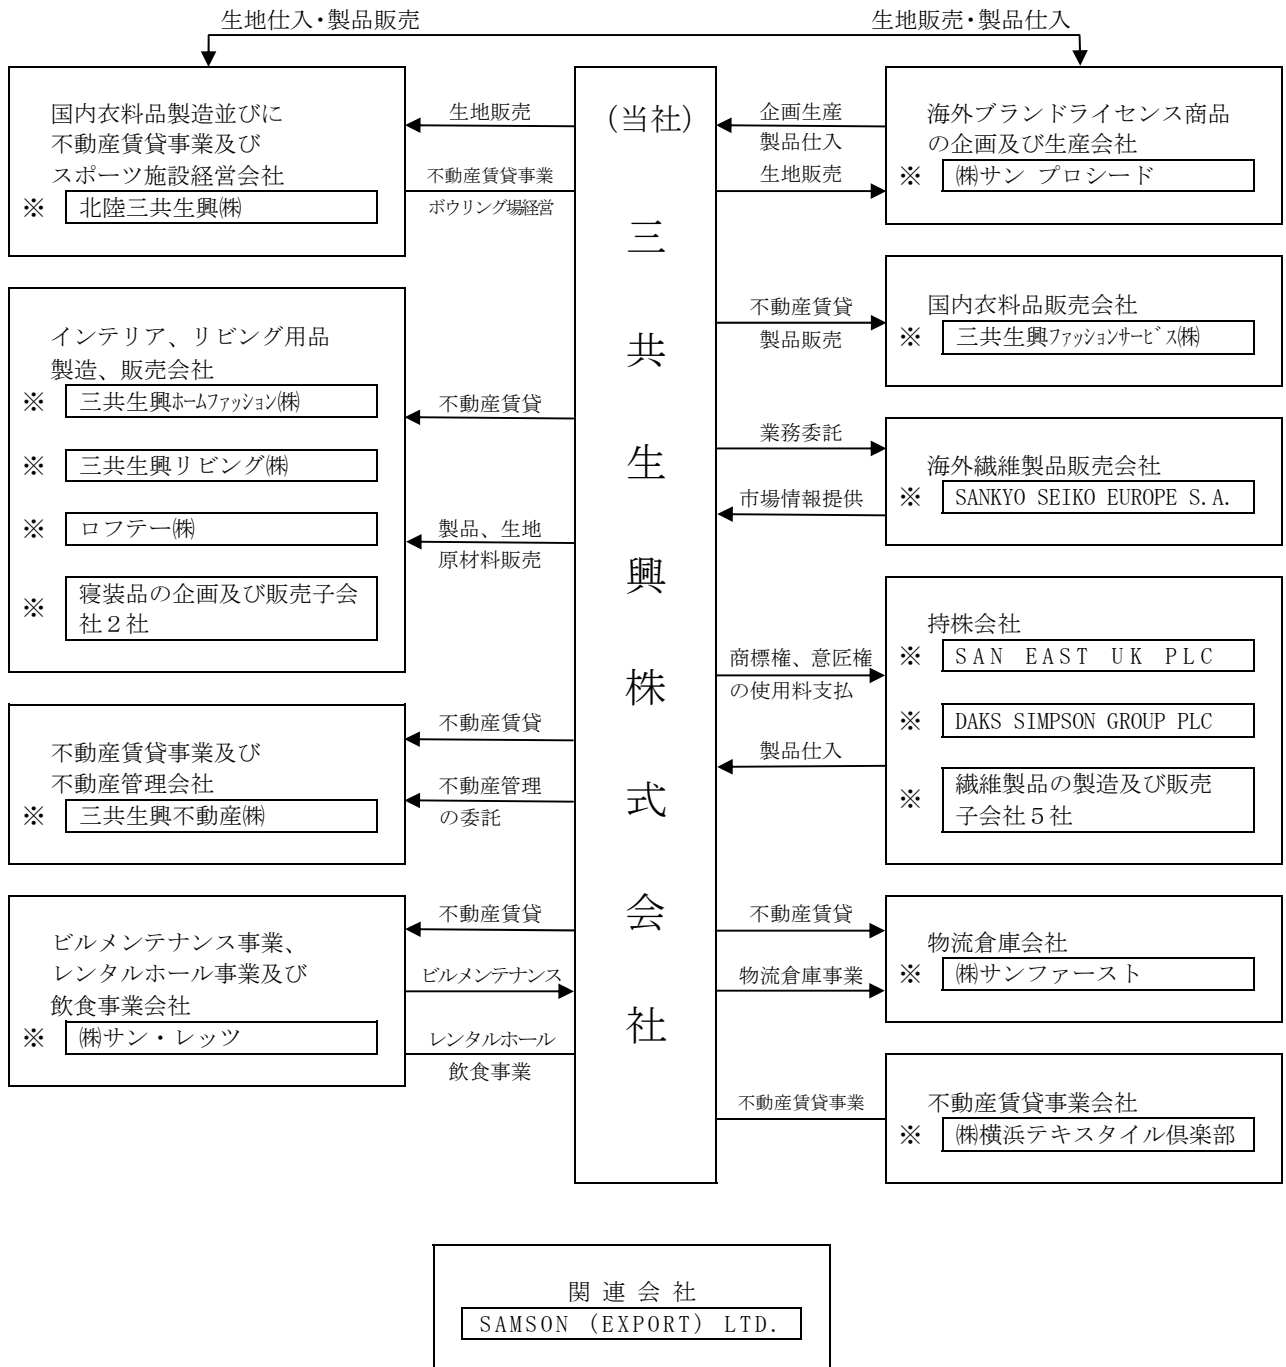 生地仕入・製品販売
生地販売・製品仕入
国内衣料品製造並びに
不動産賃貸事業及び
スポーツ施設経営会社
※ 北陸三共生興㈱
生地販売
不動産賃貸事業
ボウリング場経営
インテリア、リビング用品
製造、販売会社
※ 三共生興ホームファッション㈱
※ 三共生興リビング㈱
※ ロフテー㈱
※ 寝装品の企画及び販売子会
社2社
不動産賃貸
製品、生地
原材料販売
不動産賃貸事業及び
不動産管理会社
※ 三共生興不動産㈱
不動産賃貸
不動産管理
の委託
ビルメンテナンス事業、
レンタルホール事業及び
飲食事業会社
※ ㈱サン・レッツ
不動産賃貸
ビルメンテナンス
レンタルホール
飲食事業
(当社)
三共生興株式会社
企画生産
製品仕入
生地販売
海外ブランドライセンス商品
の企画及び生産会社
※ ㈱サン プロシード
不動産賃貸
製品販売
国内衣料品販売会社
※ 三共生興ファッションサービス㈱
業務委託
市場情報提供
海外繊維製品販売会社
※ SANKYO SEIKO EUROPE S.A.
商標権、意匠権
の使用料支払
製品仕入
持株会社
※ SAN EAST UK PLC
※ DAKS SIMPSON GROUP PLC
※ 繊維製品の製造及び販売
子会社5社
不動産賃貸
物流倉庫事業
物流倉庫会社
※ ㈱サンファースト
不動産賃貸事業
不動産賃貸事業会社
※ ㈱横浜テキスタイル倶楽部
関連会社
SAMSON (EXPORT) LTD.